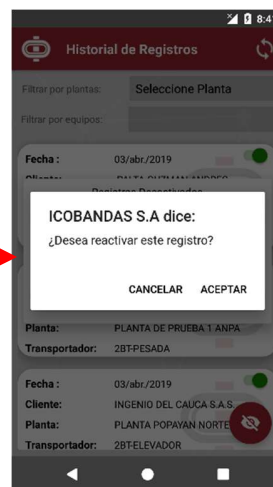 8:4
Historial de Registros
Filtrar por plantas: Seleccione Planta
Filtrar por equipos:
Fecha : 03/abr./2019
ICOBANDAS S.A dice:
¿Desea reactivar este registro?
CANCELAR ACEPTAR
Planta: PLANTA DE PRUEBA 1 ANPA
Transportador: 2BT-PESADA
Fecha : 03/abr./2019
Cliente: INGENIO DEL CAUCA S.A.S.
Planta: PLANTA POPAYAN NORTE
Transportador: 2BT-ELEVADOR